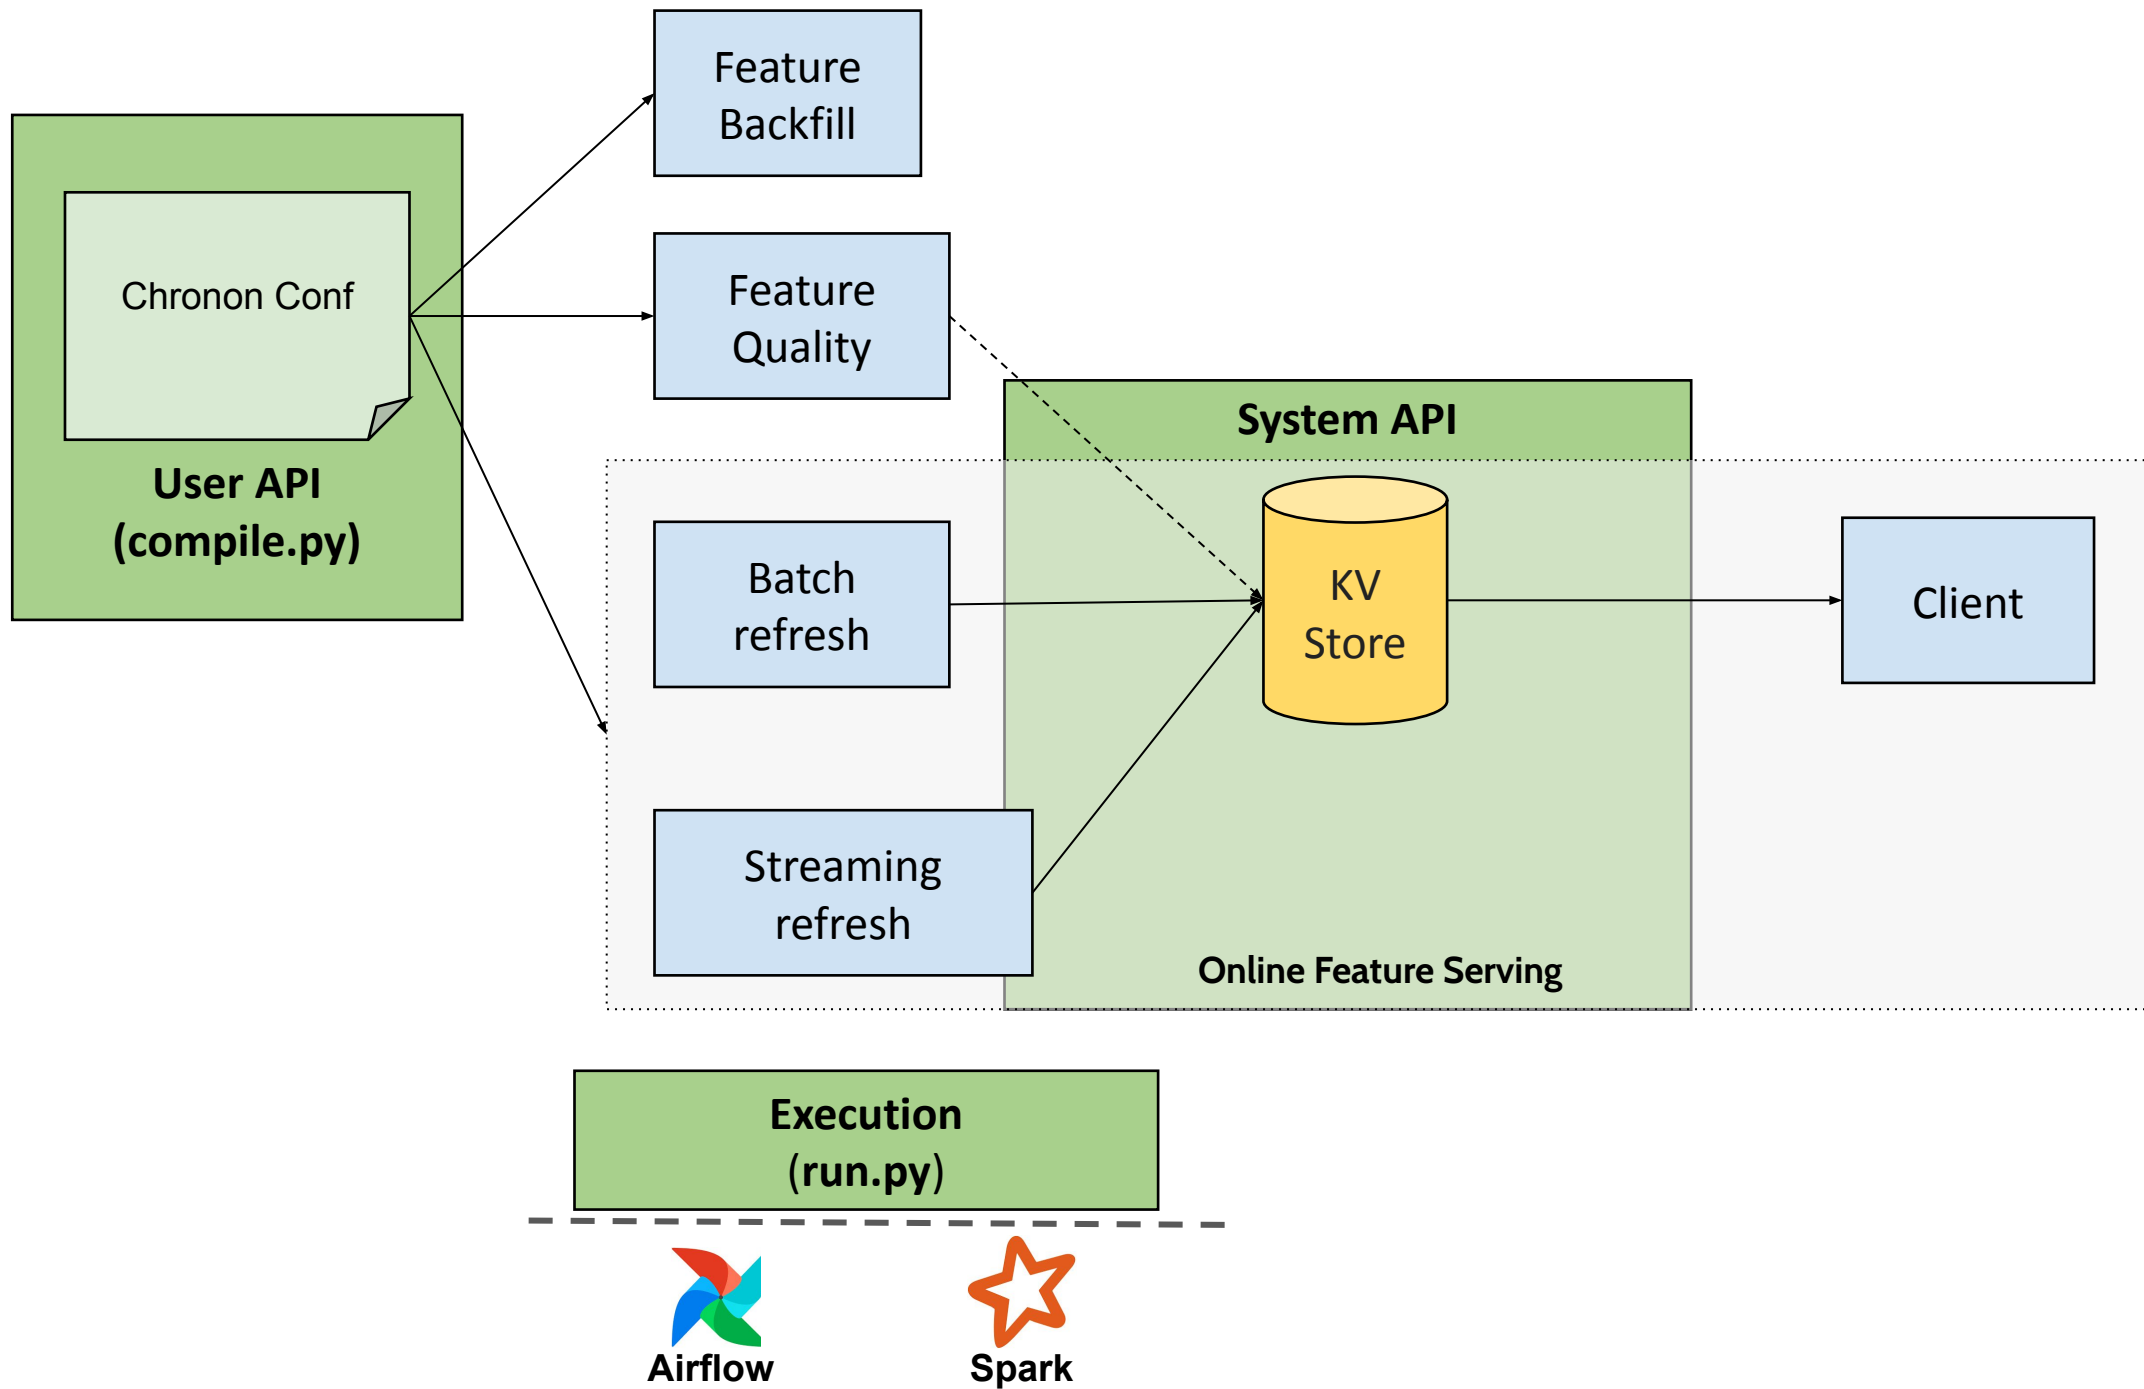 Feature
Backfill
Chronon Conf
User API
(compile.py)
Feature
Quality
System API
Batch
refresh
KV
Store
Client
Streaming
refresh
Online Feature Serving
Execution
(run.py)
Airflow
Spark